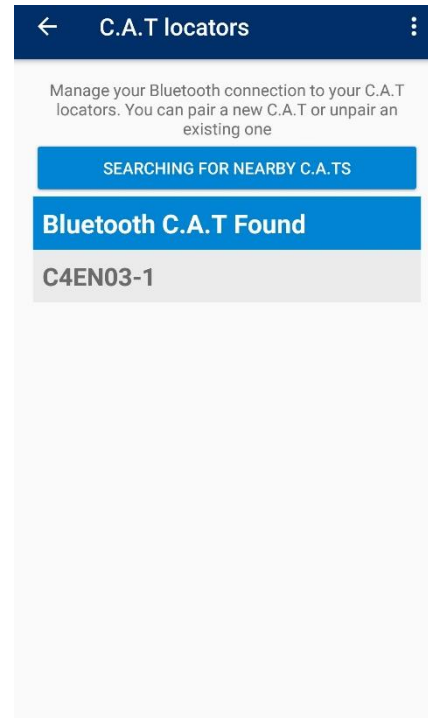 C.A.T locators
Manage your Bluetooth connection to your C.A.T
locators. You can pair a new C.A.T or unpair an
existing one
SEARCHING FOR NEARBY C.A.TS
Bluetooth C.A.T Found
C4EN03-1